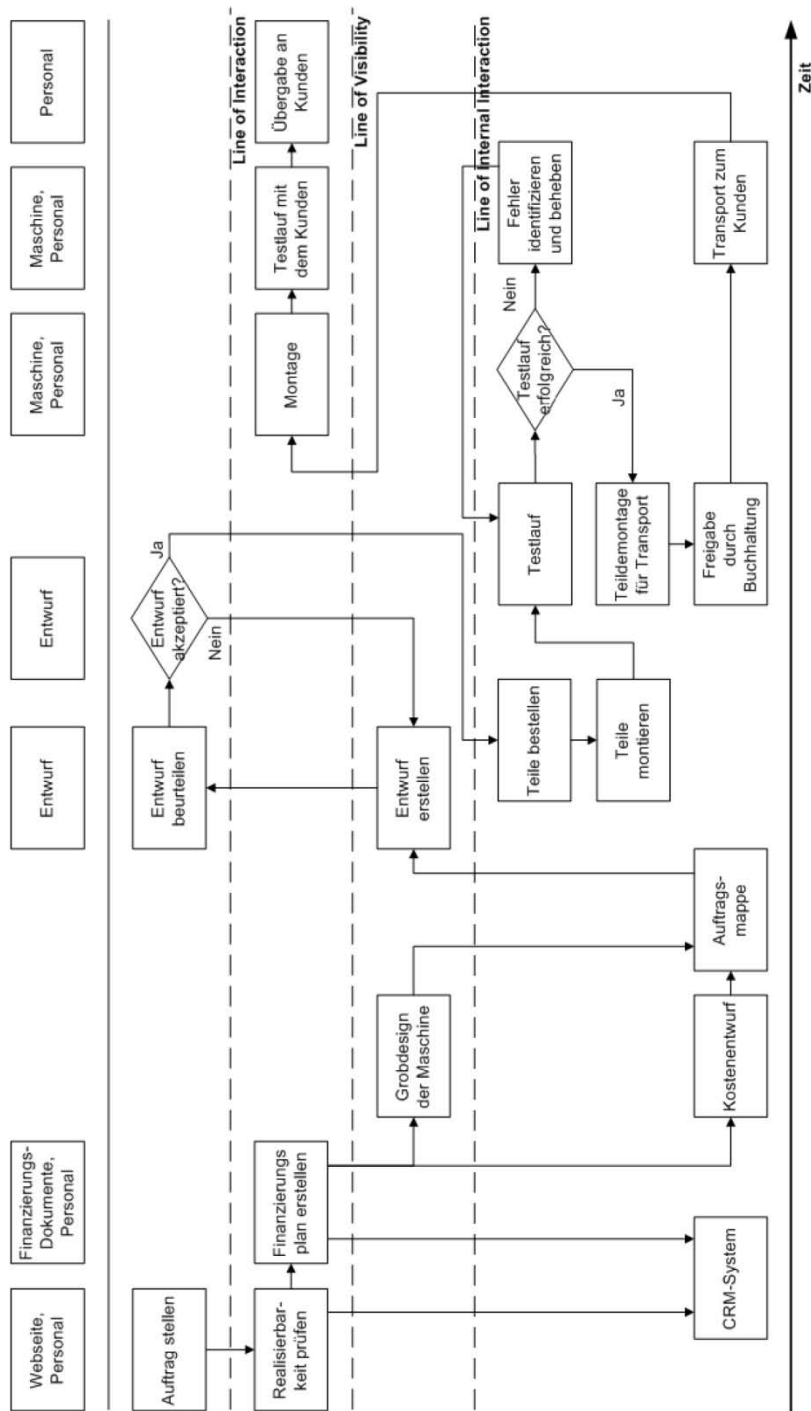 Webseite,
Personal
Finanzierungs-
Dokumente,
Personal
Entwurf
Entwurf
Maschine,
Personal
Maschine,
Personal
Personal
Auftrag stellen
Entwurf
beurteilen
Entwurf
akzeptiert?
Ja
Nein
Line of Interaction
Realisierbar-
keit prüfen
Finanzierungs
plan erstellen
Montage
Testlauf mit
dem Kunden
Übergabe an
Kunden
Line of Visibility
Grobdesign
der Maschine
Entwurf
erstellen
Line of Internal Interaction
Teile bestellen
Testlauf
Testlauf
erfolgreich?
Nein
Ja
Fehler
identifizieren
und beheben
Teile
montieren
Teildemontage
für Transport
CRM-System
Kostenentwurf
Auftrags-
mappe
Freigabe
durch
Buchhaltung
Transport zum
Kunden
Zeit